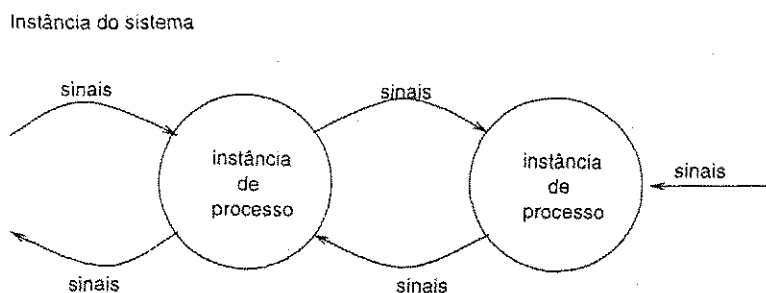 Instância do sistema
sinais
sinais
instância
de
processo
instância
de
processo
sinais
sinais
sinais